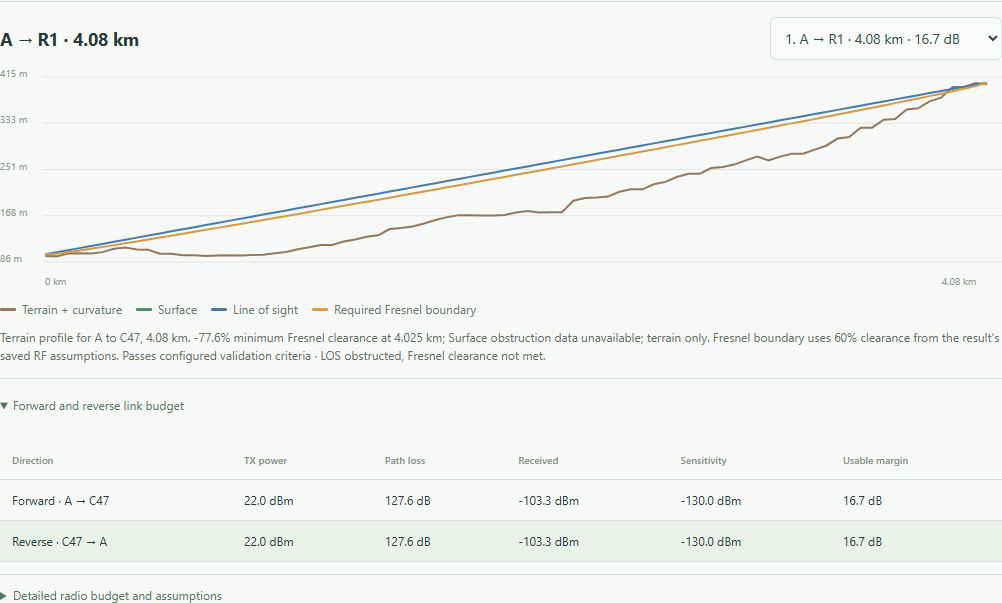 A → R1 · 4.08 km
1. A → R1 · 4.08 km · 16.7 dB
415 m
333 m
251 m
168 m
86 m
0 km
4.08 km
Terrain + curvature
Surface
Line of sight
Required Fresnel boundary
Terrain profile for A to C47, 4.08 km. -77.6% minimum Fresnel clearance at 4.025 km; Surface obstruction data unavailable; terrain only. Fresnel boundary uses 60% clearance from the result's
saved RF assumptions. Passes configured validation criteria · LOS obstructed, Fresnel clearance not met.
Forward and reverse link budget
Direction TX power Path loss Received Sensitivity Usable margin
Forward · A → C47 22.0 dBm 127.6 dB -103.3 dBm -130.0 dBm 16.7 dB
Reverse · C47 → A 22.0 dBm 127.6 dB -103.3 dBm -130.0 dBm 16.7 dB
Detailed radio budget and assumptions